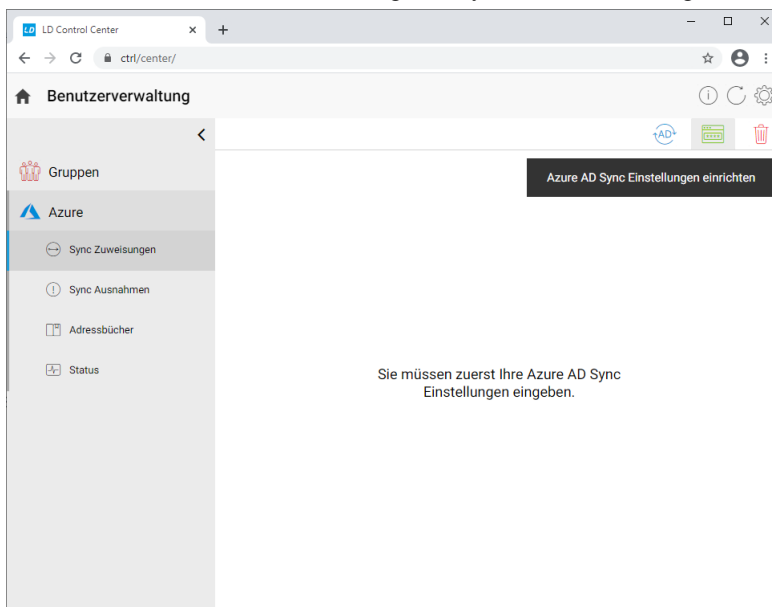 LD LD Control Center
ctrl/center/
Benutzerverwaltung
AD
Gruppen
Azure AD Sync Einstellungen einrichten
Azure
Sync Zuweisungen
Sync Ausnahmen
Adressbücher
Status
Sie müssen zuerst Ihre Azure AD Sync
Einstellungen eingeben.